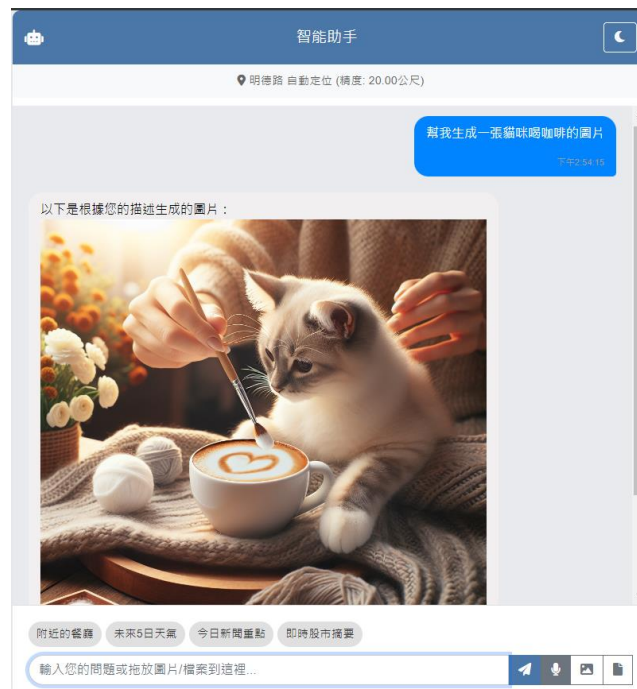 智能助手
明德路 自動定位 (精度: 20.00公尺)
幫我生成一張貓咪喝咖啡的圖片
下午2:54:15
以下是根據您的描述生成的圖片：
附近的餐廳 未來5日天氣 今日新聞重點 即時股市摘要
輸入您的問題或拖放圖片/檔案到這裡...